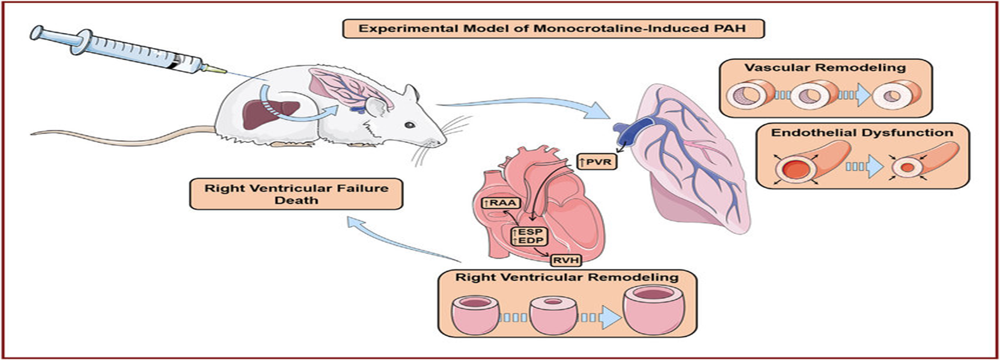 Experimental Model of Monocrotaline-Induced PAH
Vascular Remodeling
Endothelial Dysfunction
↑PVR
Right Ventricular Failure
Death
↑RAA
↑ESP
↑EDP
RVH
Right Ventricular Remodeling